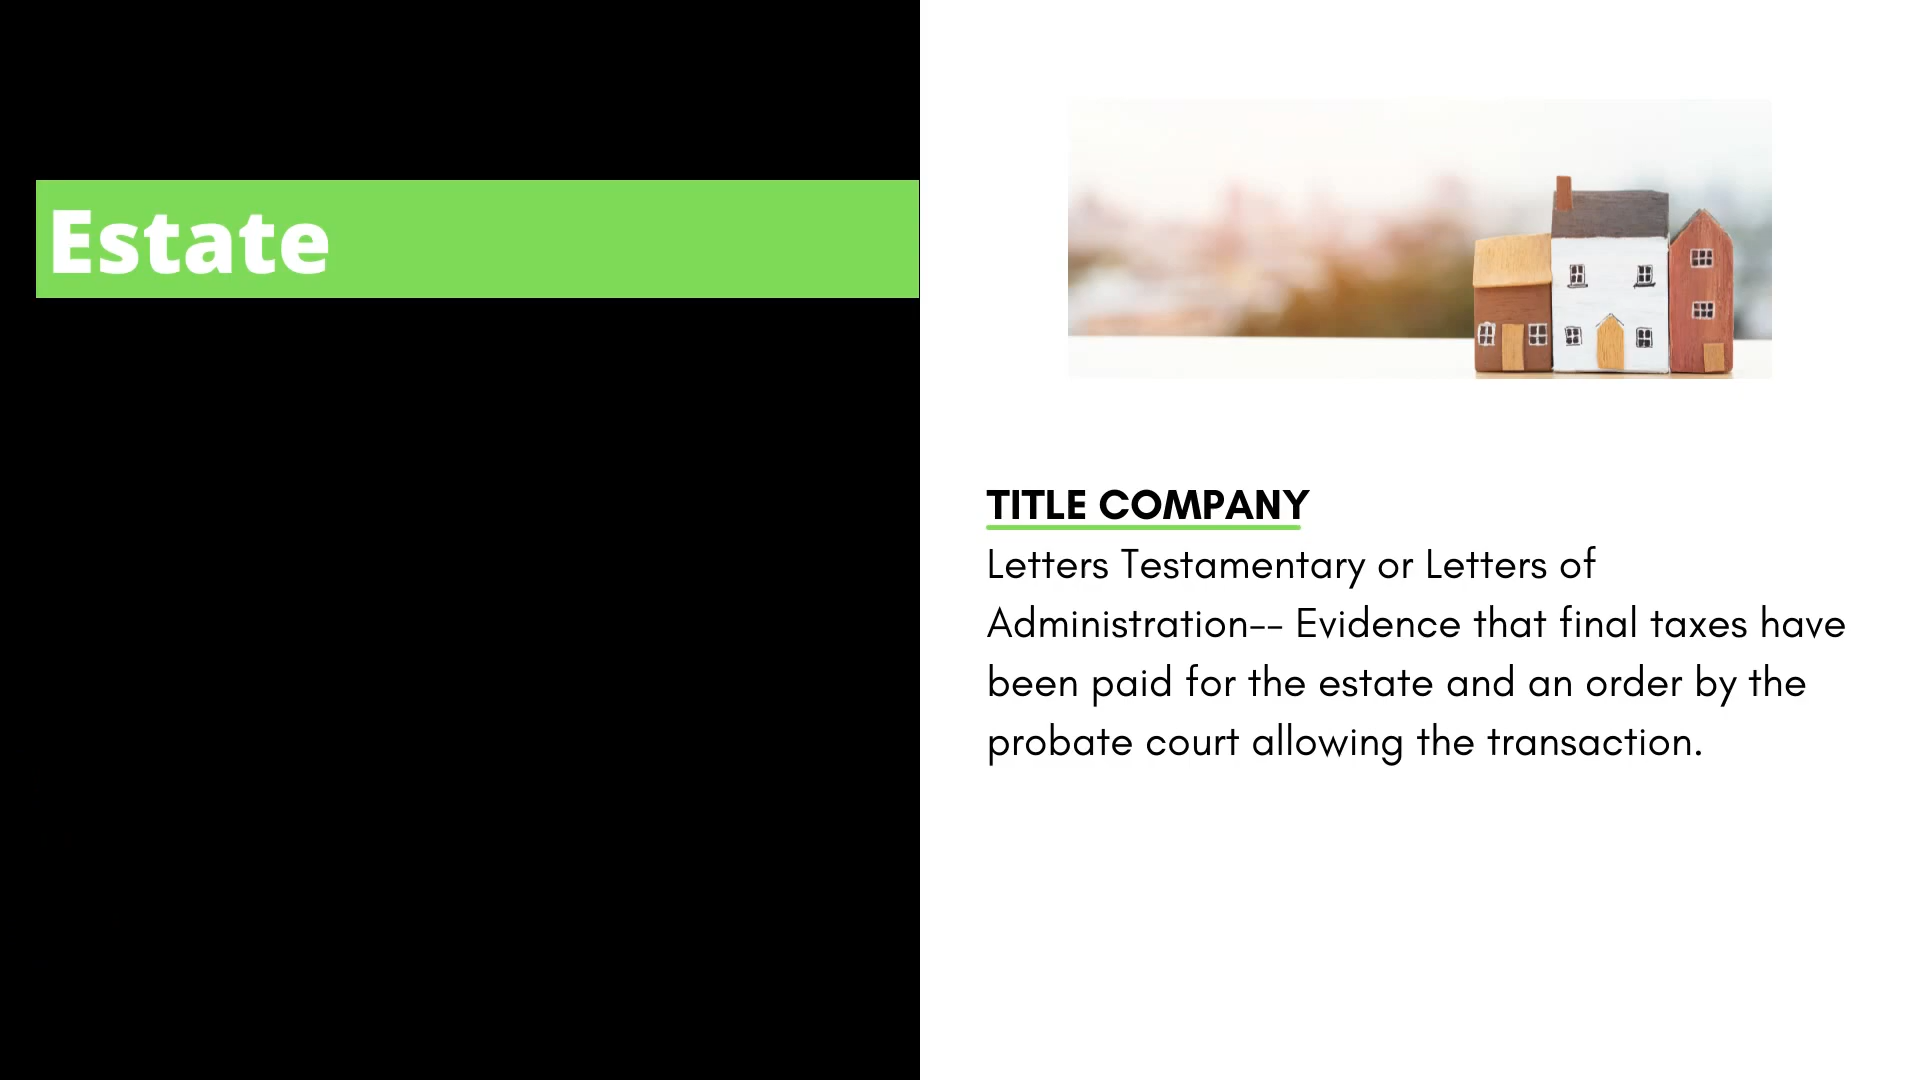 Estate
TITLE COMPANY
Letters Testamentary or Letters of
Administration-- Evidence that final taxes have
been paid for the estate and an order by the
probate court allowing the transaction.